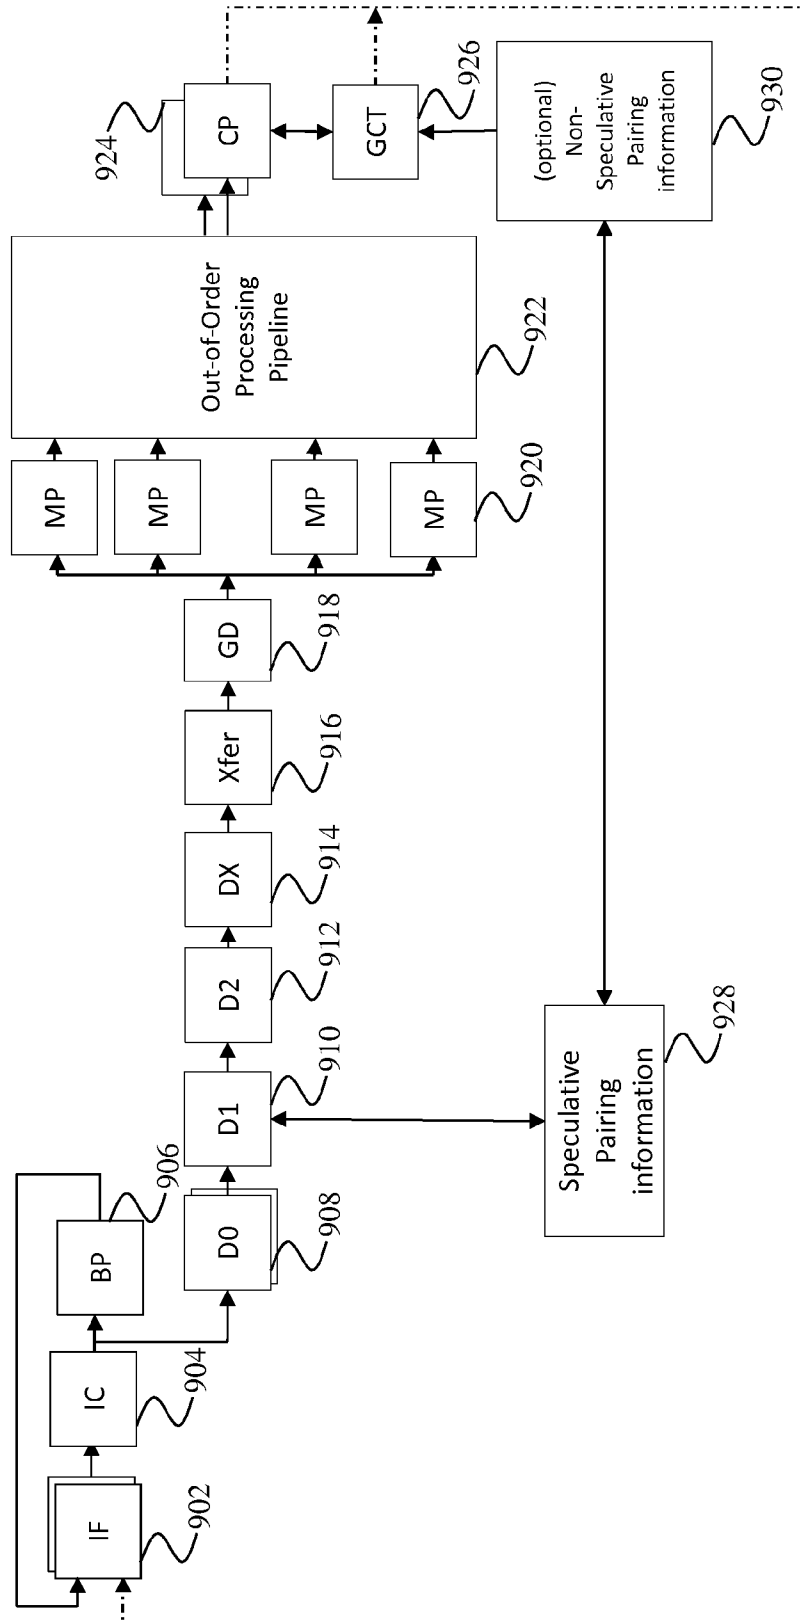 IF
902
IC
904
BP
906
D0
908
D1
910
D2
912
DX
914
Xfer
916
GD
918
MP
MP
MP
MP
920
Out-of-Order
Processing
Pipeline
922
CP
924
GCT
926
Speculative
Pairing
information
928
(optional)
Non-
Speculative
Pairing
information
930